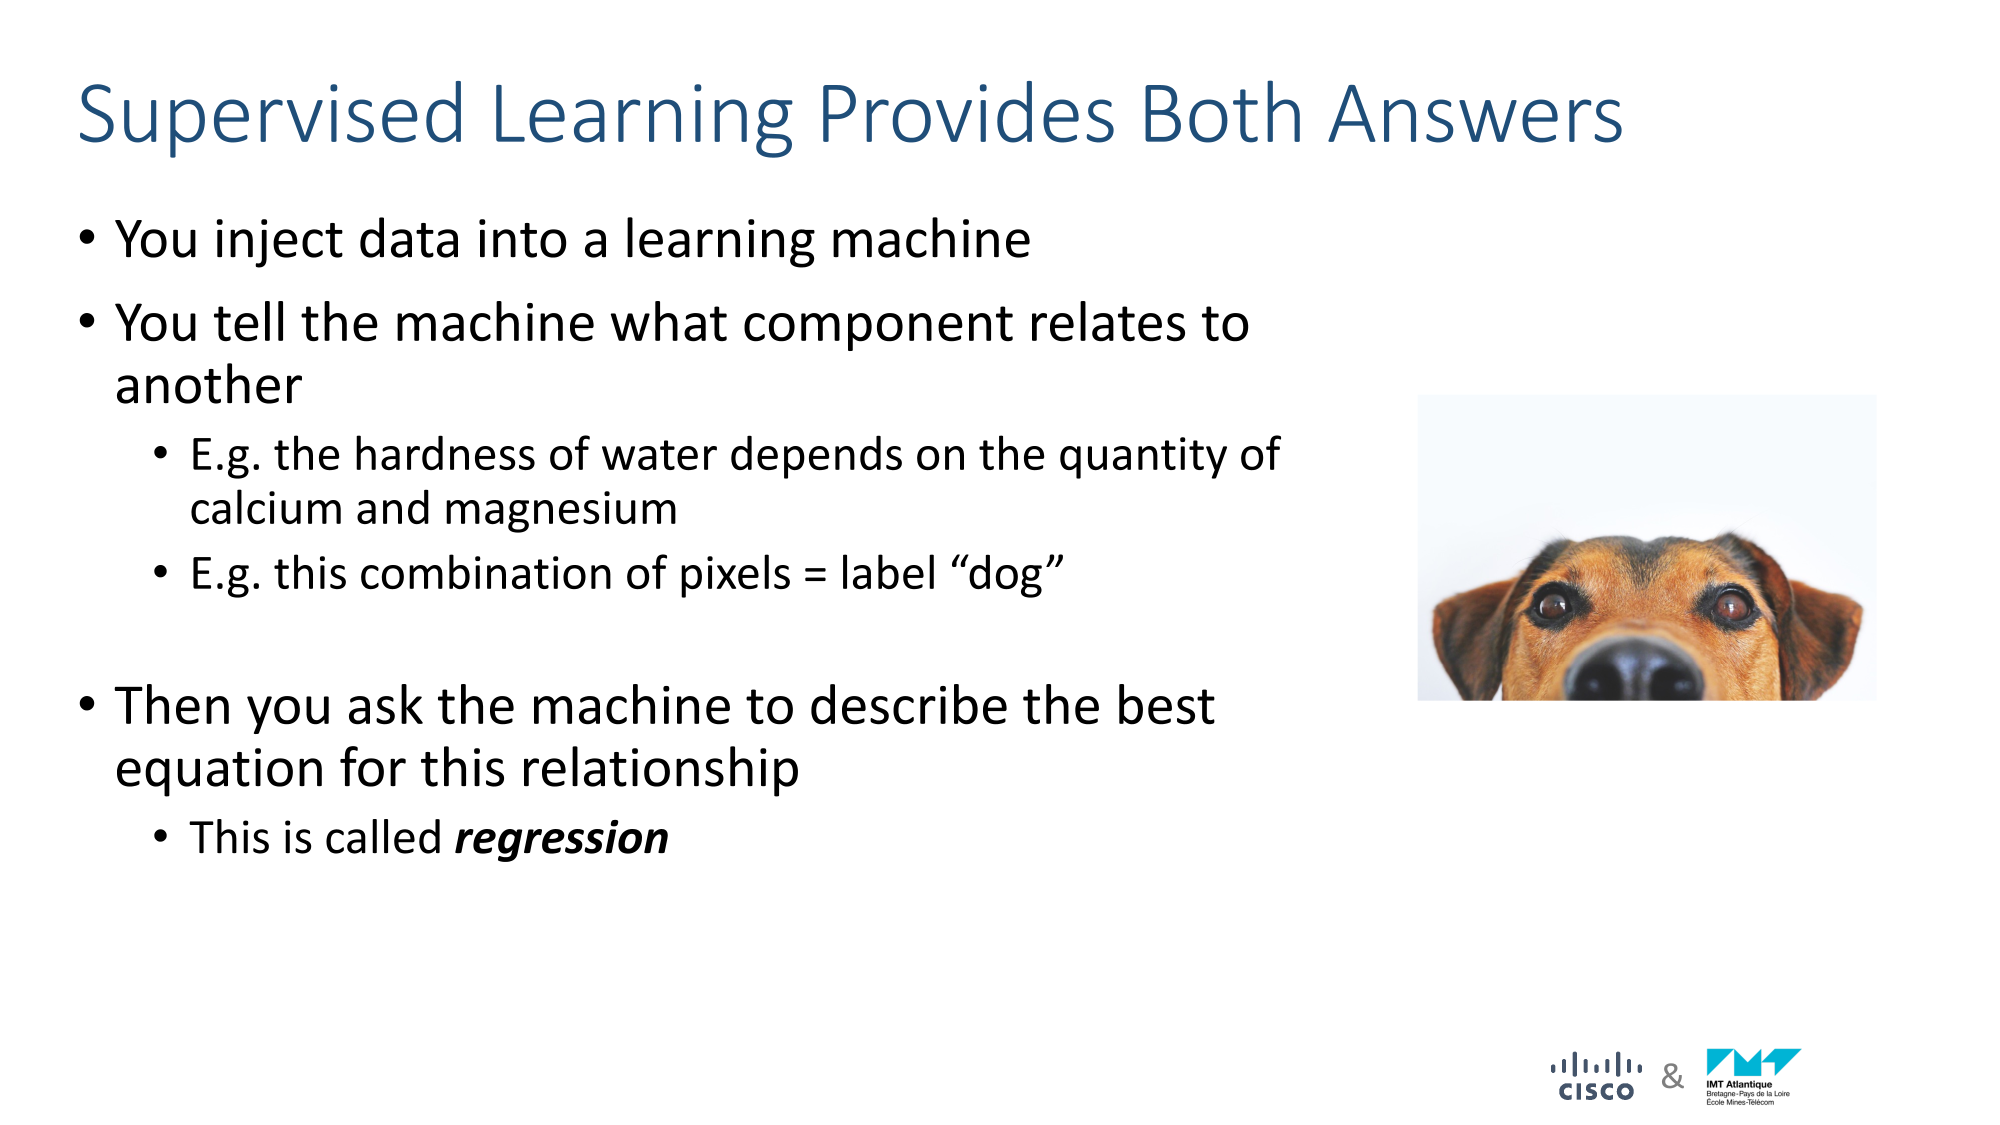 Supervised Learning Provides Both Answers
• You inject data into a learning machine
• You tell the machine what component relates to
another
• E.g. the hardness of water depends on the quantity of
calcium and magnesium
• E.g. this combination of pixels = label “dog”
• Then you ask the machine to describe the best
equation for this relationship
• This is called regression
CISCO & IMT Atlantique
Bretagne-Pays de la Loire
École Mines-Télécom